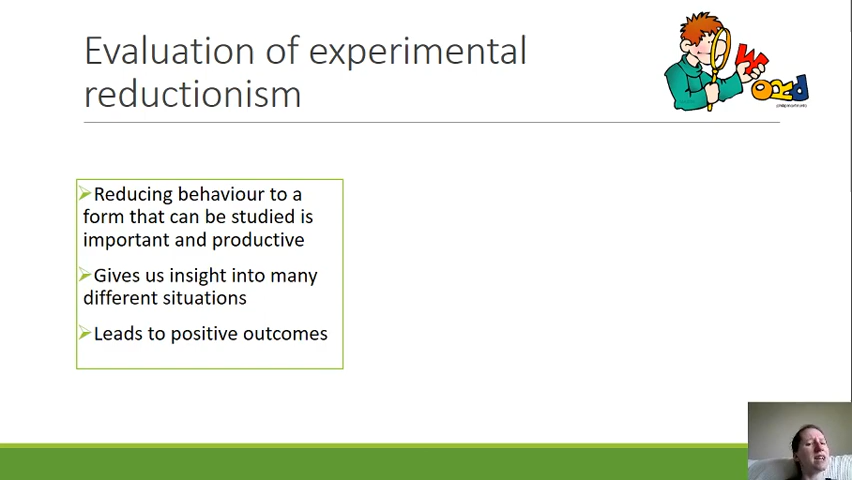 Evaluation of experimental
reductionism
W
ORD
Reducing behaviour to a
form that can be studied is
important and productive
Gives us insight into many
different situations
Leads to positive outcomes